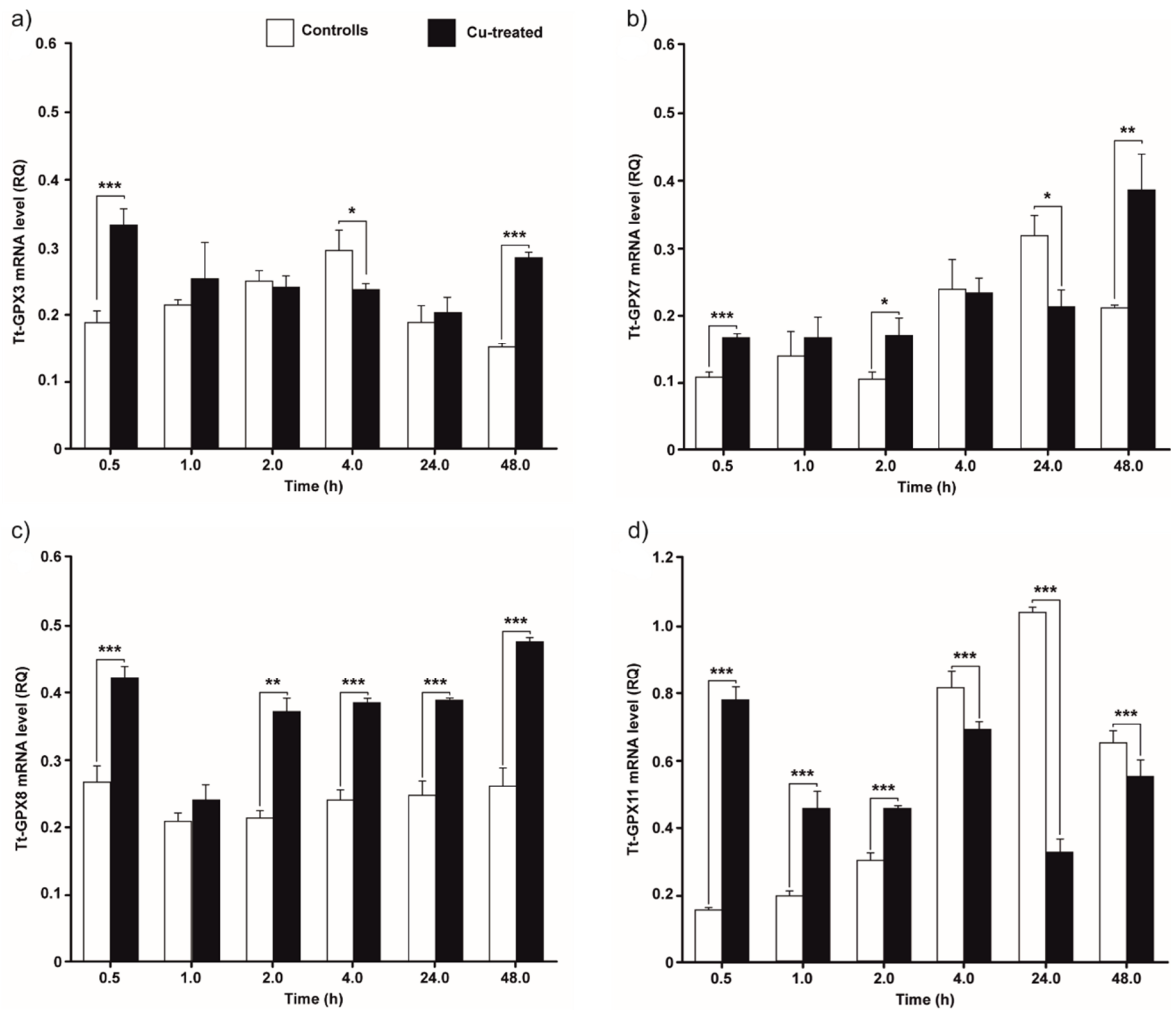 a)
Controlls
Cu-treated
0.6
0.5
0.4
0.3
0.2
0.1
0
Tt-GPX3 mRNA level (RQ)
***
*
***
0.5 1.0 2.0 4.0 24.0 48.0
Time (h)
b)
0.6
0.5
0.4
0.3
0.2
0.1
0
Tt-GPX7 mRNA level (RQ)
***
*
*
**
0.5 1.0 2.0 4.0 24.0 48.0
Time (h)
c)
0.6
0.5
0.4
0.3
0.2
0.1
0
Tt-GPX8 mRNA level (RQ)
***
**
***
***
***
0.5 1.0 2.0 4.0 24.0 48.0
Time (h)
d)
1.2
1.0
0.8
0.6
0.4
0.2
0
Tt-GPX11 mRNA level (RQ)
***
***
***
***
***
***
0.5 1.0 2.0 4.0 24.0 48.0
Time (h)